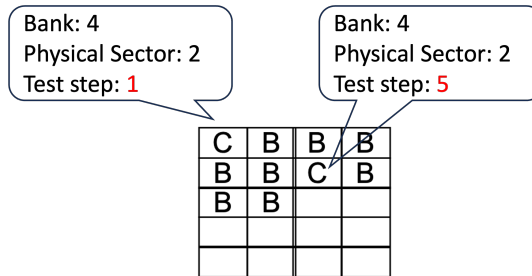 Bank: 4
Physical Sector: 2
Test step: 1
Bank: 4
Physical Sector: 2
Test step: 5
C B B B
B B C B
B B